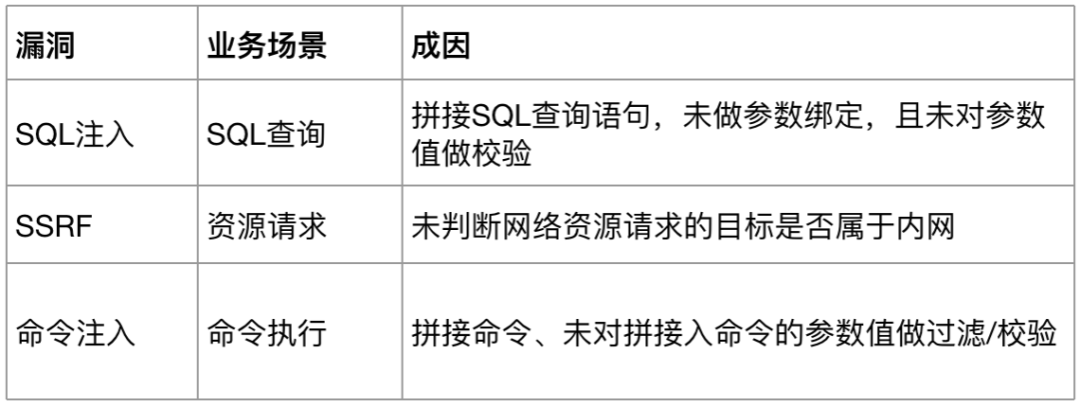 漏洞 业务场景 成因
SQL注入 SQL查询 拼接SQL查询语句，未做参数绑定，且未对参数
值做校验
SSRF 资源请求 未判断网络资源请求的目标是否属于内网
命令注入 命令执行 拼接命令、未对拼接入命令的参数值做过滤/校验